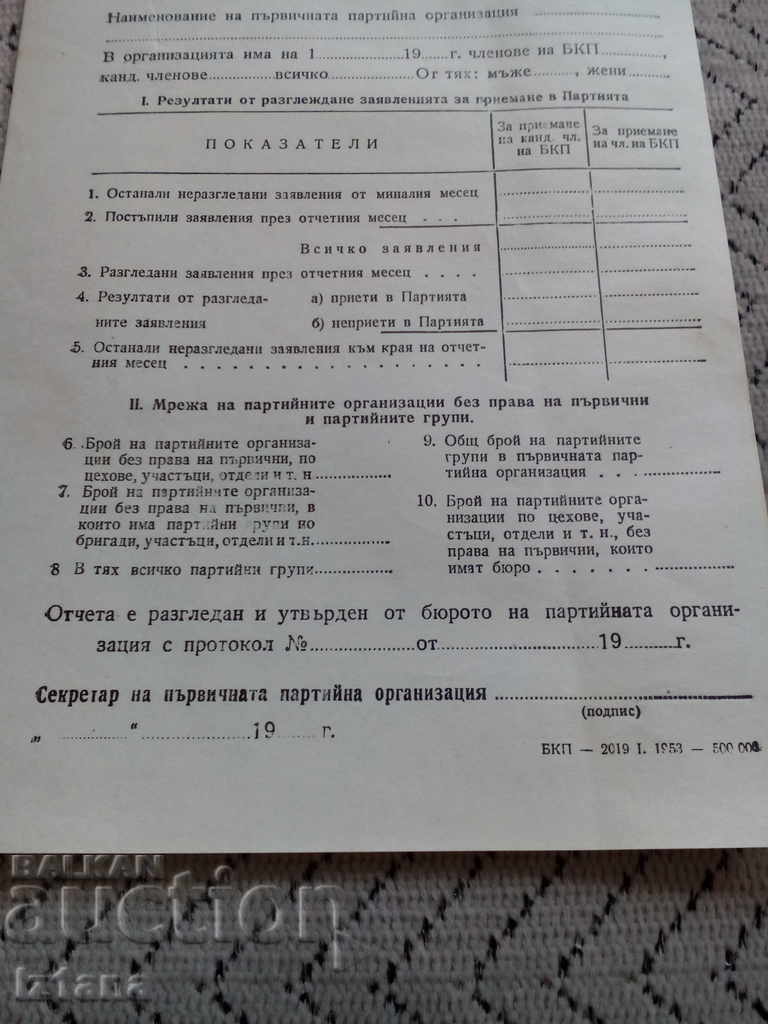 Наименование на първичната партийна организация
В организацията има на 1 ............ 19......г. членове на БКП..............,
канд. членове..............всичко.................. От тях: мъже.........., жени..........
I. Резултати от разглеждане заявленията за приемане в Партията
ПОКАЗАТЕЛИ
За приемане на канд. чл. на БКП
За приемане на чл. на БКП
1. Останали неразгледани заявления от миналия месец
2. Постъпили заявления през отчетния месец . . .
Всичко заявления
3. Разгледани заявления през отчетния месец . . . .
4. Резултати от разгледа- а) приети в Партията
ните заявления б) неприети в Партията
5. Останали неразгледани заявления към края на отчет-
ния месец . . . . . . . . . . . . . . . . .
II. Мрежа на партийните организации без права на първични
и партийните групи.
6. Брой на партийните организа-
ции без права на първични, по
цехове, участъци, отдели и т. н.................
7. Брой на партийните организа-
ции без права на първични, в
които има партийни групи по
бригади, участъци, отдели и т.н.................
8 В тях всичко партийни групи.................
9. Общ брой на партийните
групи в първичната пар-
тийна организация . . . .................
10. Брой на партийните орга-
низации по цехове, уча-
стъци, отдели и т. н., без
права на първични, които
имат бюро . . . . . . .................
Отчета е разгледан и утвърден от бюрото на партийната органи-
зация с протокол №..................от...........................19.........г.
Секретар на първичната партийна организация ..........................................
(подпис)
„ ............ “ ....................19........ г.
БКП — 2019 I. 1953 — 500 000
BALKAN
auction
Iziana